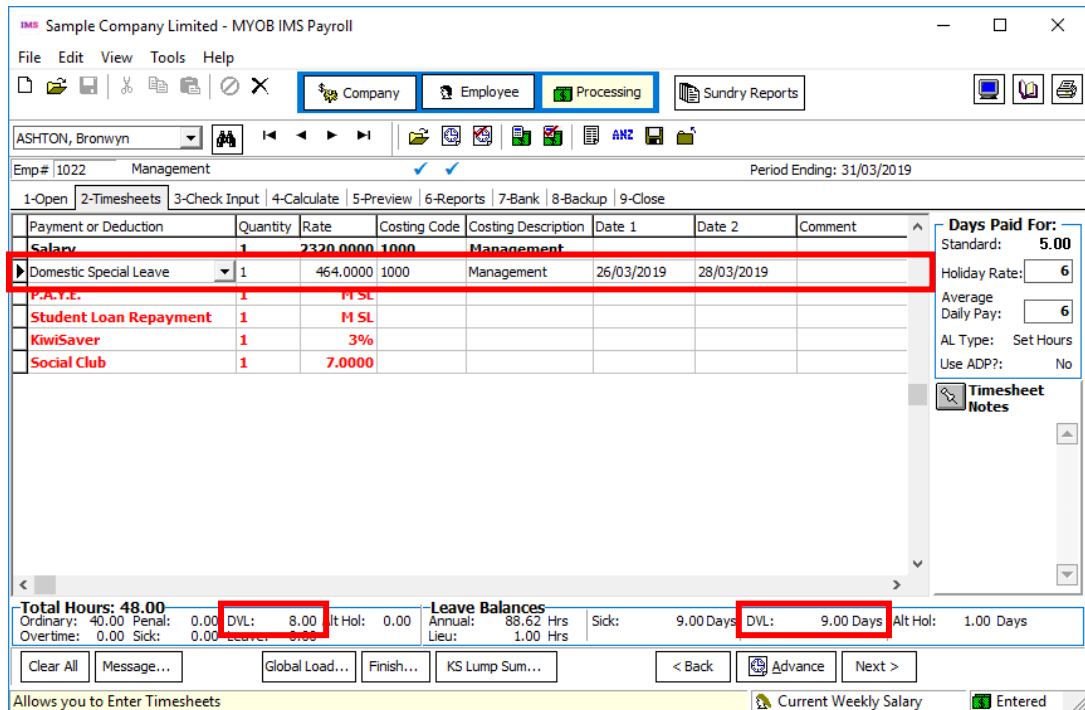 IMS Sample Company Limited - MYOB IMS Payroll
File Edit View Tools Help
Company Employee Processing Sundry Reports
ASHTON, Bronwyn ANZ
Emp# 1022 Management Period Ending: 31/03/2019
1-Open 2-Timesheets 3-Check Input 4-Calculate 5-Preview 6-Reports 7-Bank 8-Backup 9-Close
Payment or Deduction Quantity Rate Costing Code Costing Description Date 1 Date 2 Comment
Salary 1 2320.0000 1000 Management
Domestic Special Leave 1 464.0000 1000 Management 26/03/2019 28/03/2019
P.A.Y.E. 1 M SL
Student Loan Repayment 1 M SL
KiwiSaver 1 3%
Social Club 1 7.0000
Days Paid For:
Standard: 5.00
Holiday Rate: 6
Average
Daily Pay: 6
AL Type: Set Hours
Use ADP?: No
Timesheet
Notes
Total Hours: 48.00 Leave Balances
Ordinary: 40.00 Penal: 0.00 DVL: 8.00 Alt Hol: 0.00 Annual: 88.62 Hrs Sick: 9.00 Days DVL: 9.00 Days Alt Hol: 1.00 Days
Overtime: 0.00 Sick: 0.00 Leave: 0.00 Lieu: 1.00 Hrs
Clear All Message... Global Load... Finish... KS Lump Sum... < Back Advance Next >
Allows you to Enter Timesheets Current Weekly Salary Entered